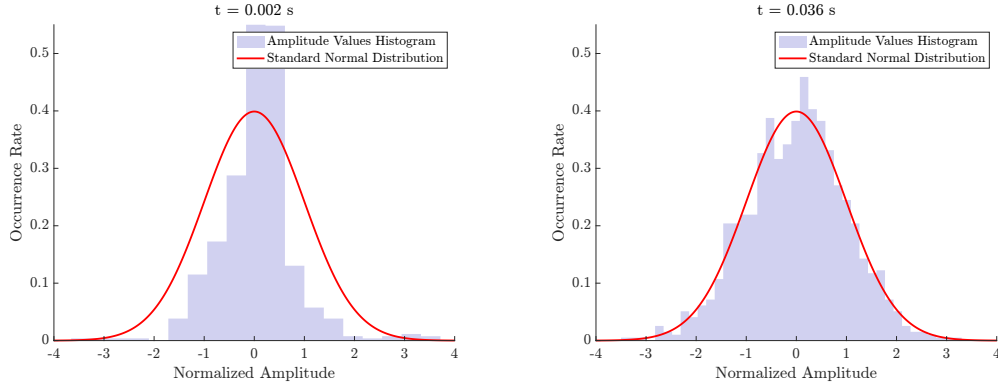 t = 0.002 s
0.5
0.4
0.3
0.2
0.1
0
Occurrence Rate
Amplitude Values Histogram
Standard Normal Distribution
-4 -3 -2 -1 0 1 2 3 4
Normalized Amplitude
t = 0.036 s
0.5
0.4
0.3
0.2
0.1
0
Occurrence Rate
Amplitude Values Histogram
Standard Normal Distribution
-4 -3 -2 -1 0 1 2 3 4
Normalized Amplitude